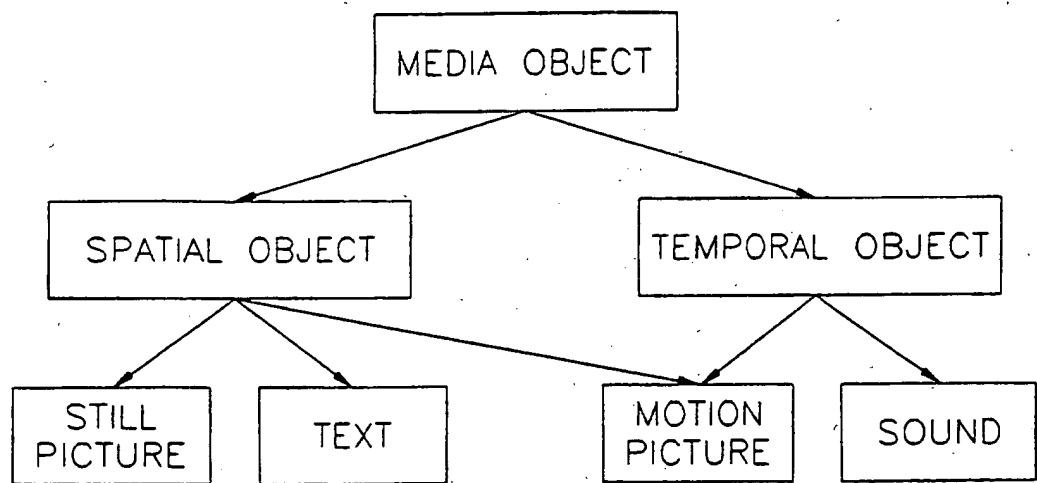 MEDIA OBJECT
SPATIAL OBJECT
TEMPORAL OBJECT
STILL
PICTURE
TEXT
MOTION
PICTURE
SOUND